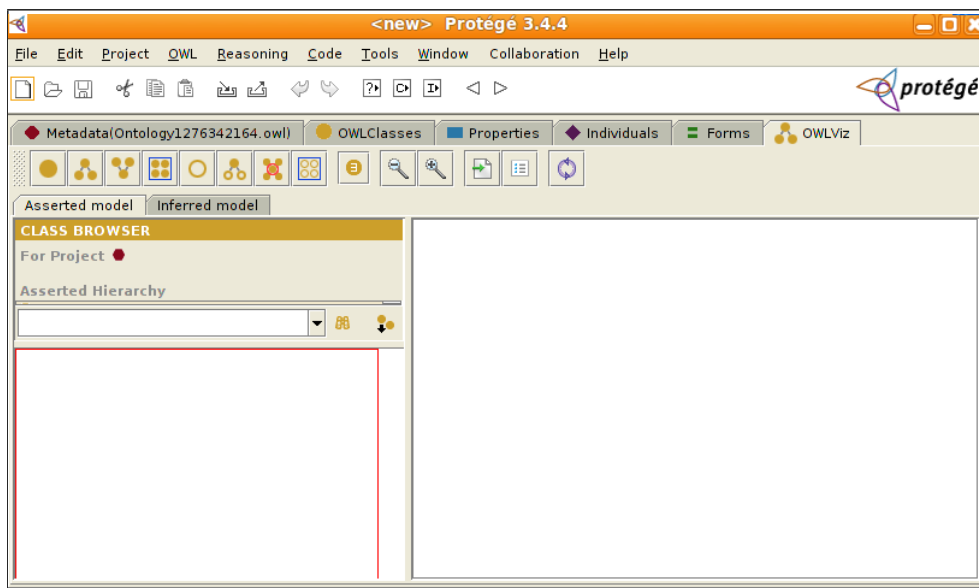 <new> Protégé 3.4.4
File Edit Project OWL Reasoning Code Tools Window Collaboration Help
protégé
Metadata(Ontology1276342164.owl) OWLClasses Properties Individuals Forms OWLViz
Asserted model Inferred model
CLASS BROWSER
For Project
Asserted Hierarchy